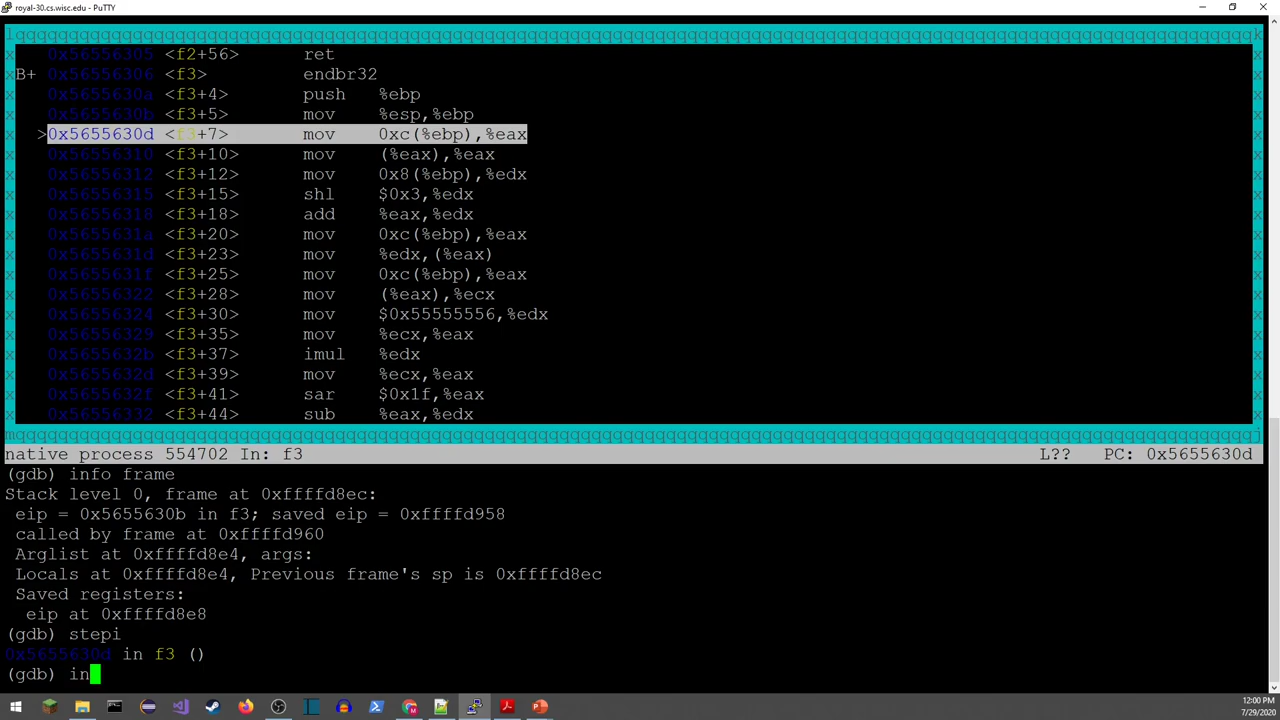 royal-30.cs.wisc.edu - PuTTY
lqqqqqqqqqqqqqqqqqqqqqqqqqqqqqqqqqqqqqqqqqqqqqqqqqqqqqqqqqqqqqqqqqqqqqqqqqqqqqqqqqqqqqqqqqqqqqqqqqqqqqqqqqqqqqqqqqqqqqqqqqqqqk
x 0x56556305 <f2+56> ret x
x B+ 0x56556306 <f3> endbr32 x
x 0x5655630a <f3+4> push %ebp x
x 0x5655630b <f3+5> mov %esp,%ebp x
x >0x5655630d <f3+7> mov 0xc(%ebp),%eax x
x 0x56556310 <f3+10> mov (%eax),%eax x
x 0x56556312 <f3+12> mov 0x8(%ebp),%edx x
x 0x56556315 <f3+15> shl $0x3,%edx x
x 0x56556318 <f3+18> add %eax,%edx x
x 0x5655631a <f3+20> mov 0xc(%ebp),%eax x
x 0x5655631d <f3+23> mov %edx,(%eax) x
x 0x5655631f <f3+25> mov 0xc(%ebp),%eax x
x 0x56556322 <f3+28> mov (%eax),%ecx x
x 0x56556324 <f3+30> mov $0x55555556,%edx x
x 0x56556329 <f3+35> mov %ecx,%eax x
x 0x5655632b <f3+37> imul %edx x
x 0x5655632d <f3+39> mov %ecx,%eax x
x 0x5655632f <f3+41> sar $0x1f,%eax x
x 0x56556332 <f3+44> sub %eax,%edx x
mqqqqqqqqqqqqqqqqqqqqqqqqqqqqqqqqqqqqqqqqqqqqqqqqqqqqqqqqqqqqqqqqqqqqqqqqqqqqqqqqqqqqqqqqqqqqqqqqqqqqqqqqqqqqqqqqqqqqqqqqqqqqj
native process 554702 In: f3 L?? PC: 0x5655630d
(gdb) info frame
Stack level 0, frame at 0xffffd8ec:
eip = 0x5655630b in f3; saved eip = 0xffffd958
called by frame at 0xffffd960
Arglist at 0xffffd8e4, args:
Locals at 0xffffd8e4, Previous frame's sp is 0xffffd8ec
Saved registers:
eip at 0xffffd8e8
(gdb) stepi
0x5655630d in f3 ()
(gdb) in
12:00 PM
7/29/2020